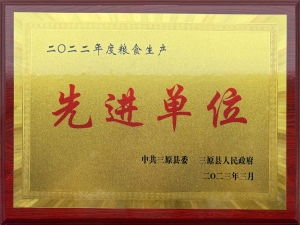 二〇二二年度粮食生产
先进单位
中共三原县委 三原县人民政府
二〇二三年三月